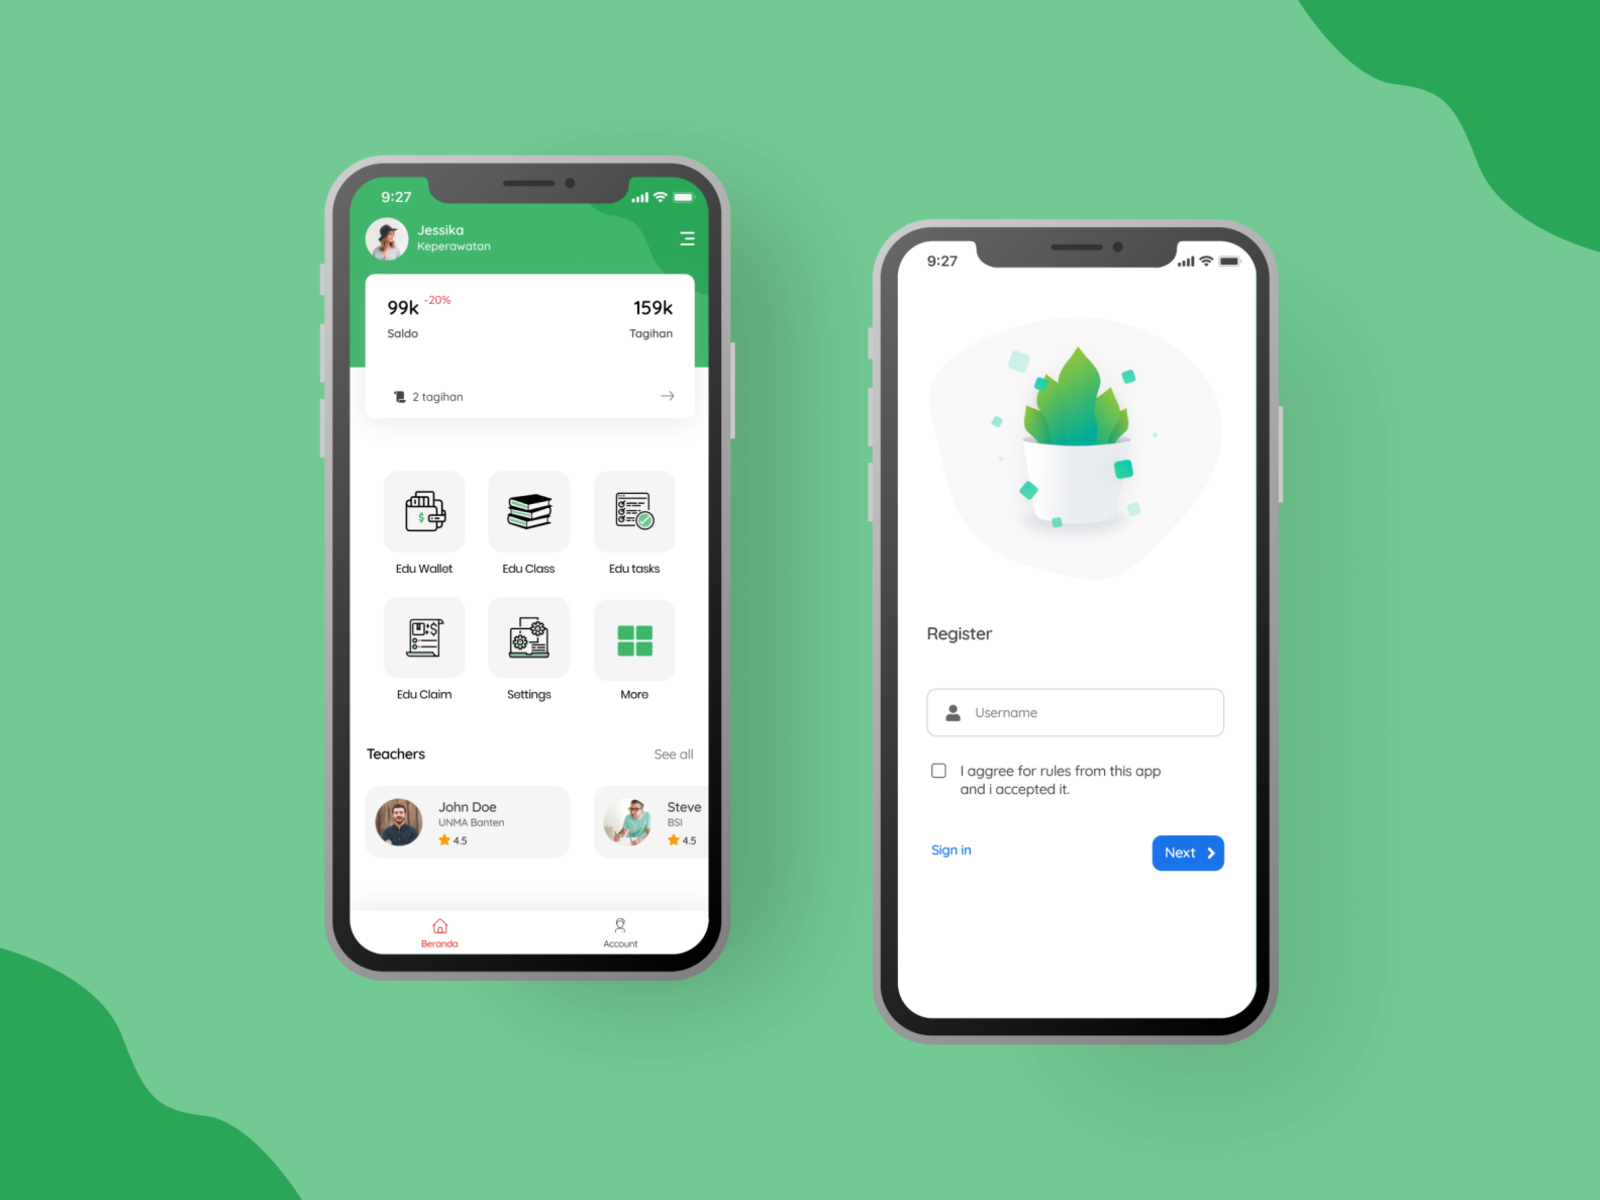 9:27
Jessika
Keperawatan
99k -20%
159k
Saldo
Tagihan
2 tagihan
Edu Wallet
Edu Class
Edu tasks
Edu Claim
Settings
More
Teachers
See all
John Doe
UNMA Banten
4.5
Steve
BSI
4.5
Beranda
Account
9:27
Register
Username
I aggree for rules from this app
and i accepted it.
Sign in
Next